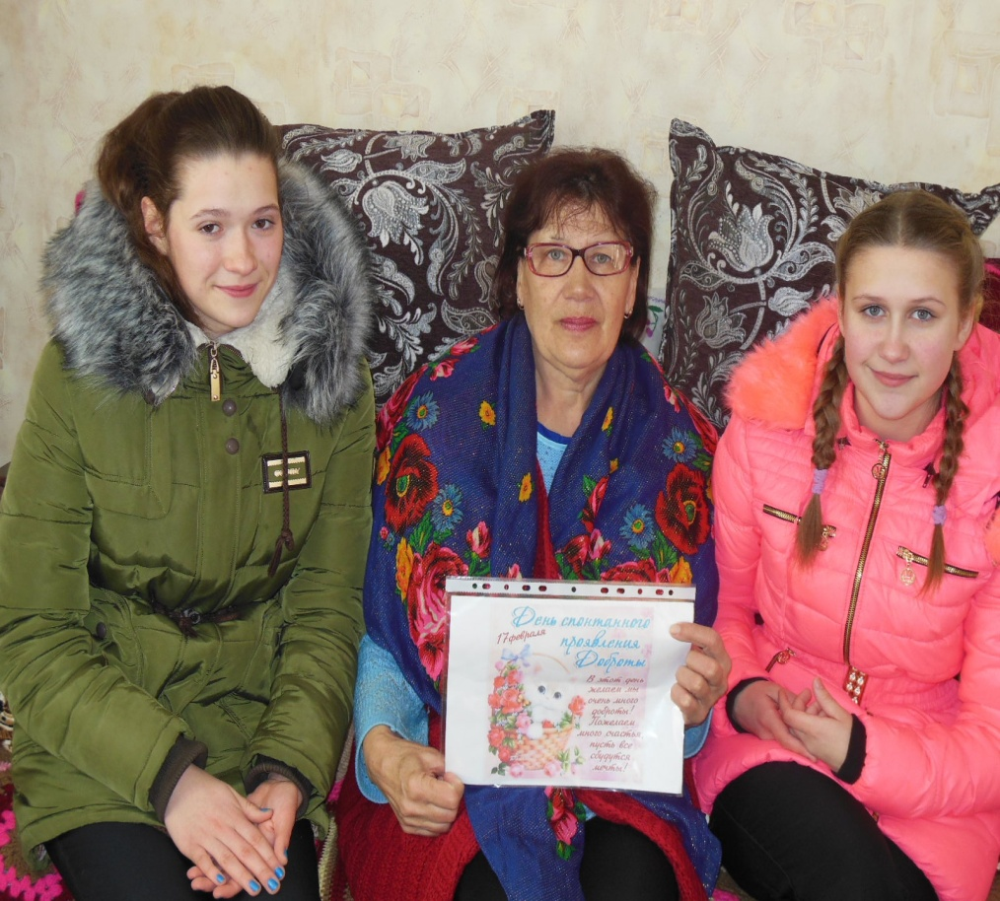 День спонтанного
17 февраля
проявления
Доброты
В этот день
желаем мы
очень много
доброты!
Пожелаем
много счастья,
пусть все
сбудутся
мечты!